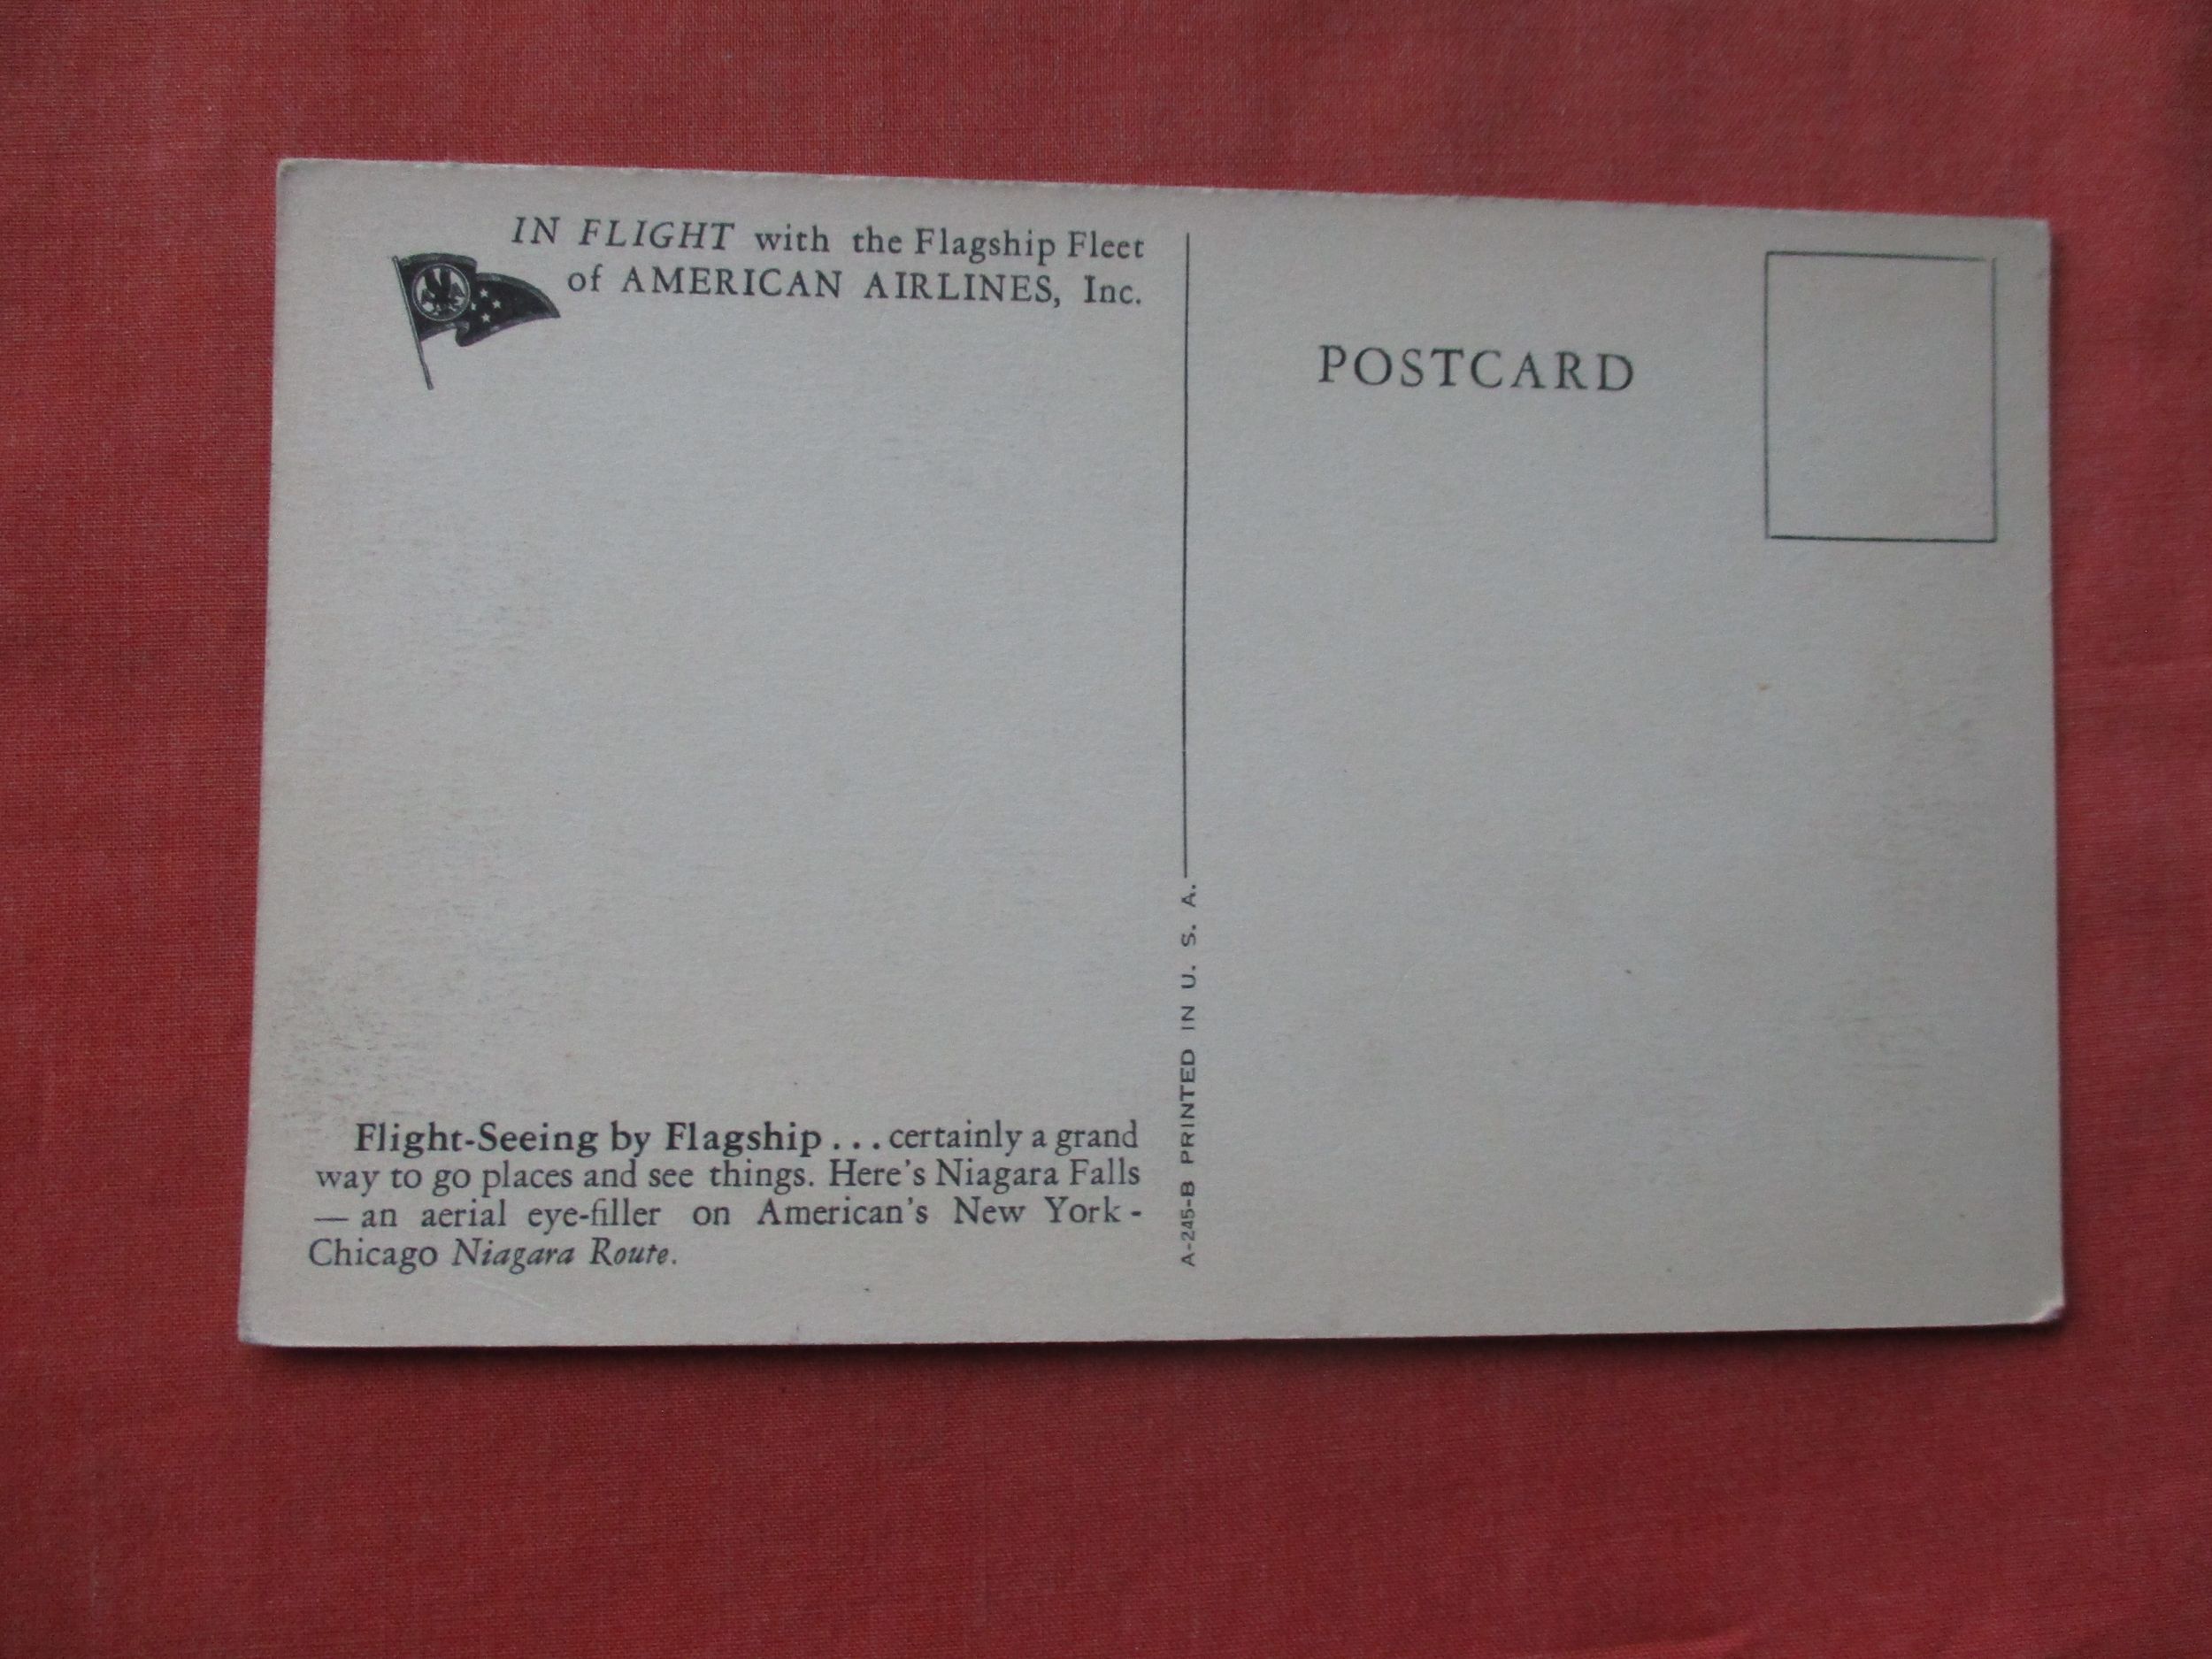 IN FLIGHT with the Flagship Fleet
of AMERICAN AIRLINES, Inc.
POSTCARD
Flight-Seeing by Flagship ... certainly a grand
way to go places and see things. Here's Niagara Falls
— an aerial eye-filler on American's New York -
Chicago Niagara Route.
A-245-B PRINTED IN U. S. A.